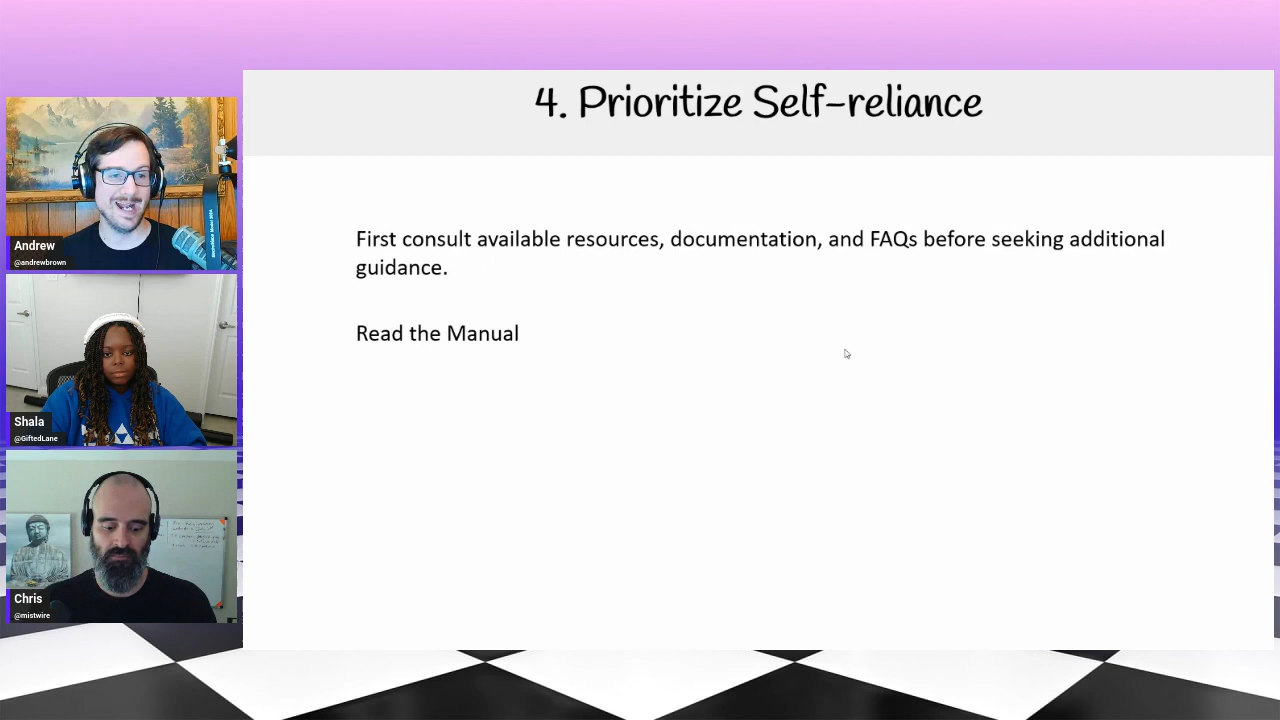 4. Prioritize Self-reliance
First consult available resources, documentation, and FAQs before seeking additional
guidance.
Read the Manual
Andrew
@andrewbrown
Shala
@GiftedLane
Chris
@mistwire